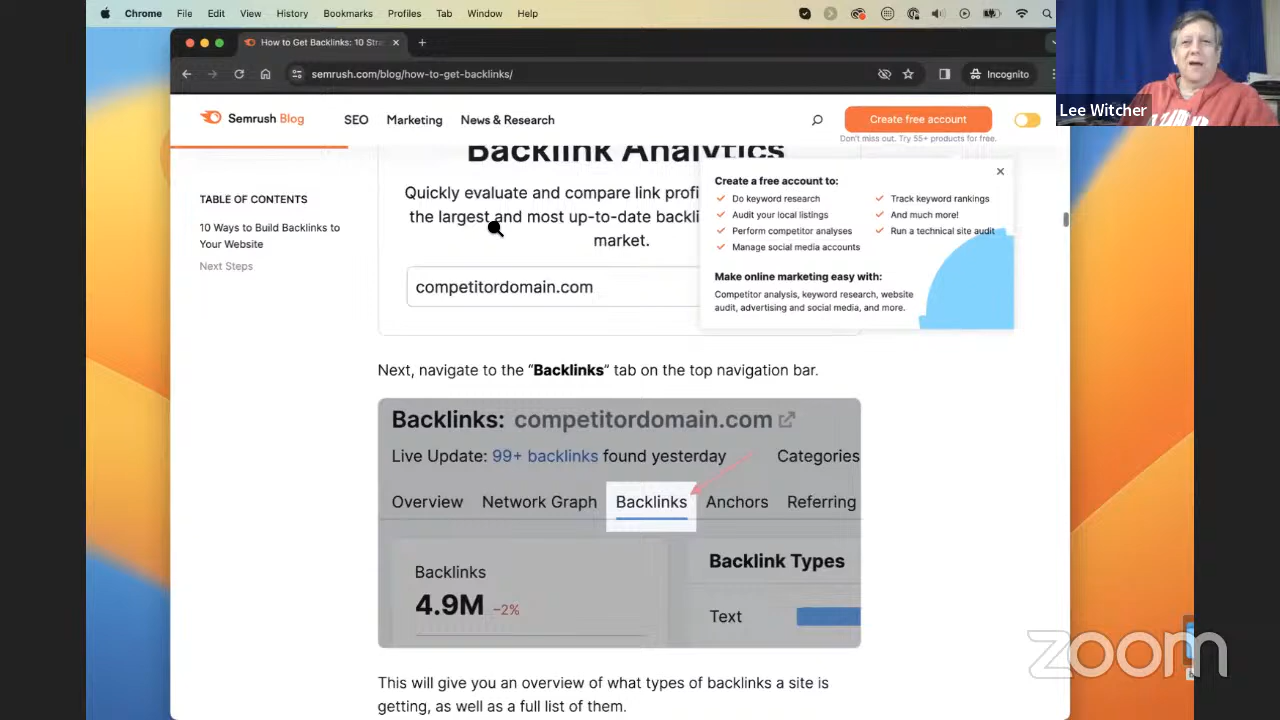 Chrome File Edit View History Bookmarks Profiles Tab Window Help
How to Get Backlinks: 10 Stra
semrush.com/blog/how-to-get-backlinks/
Incognito
Lee Witcher
Semrush Blog
SEO Marketing News & Research
Create free account
Don't miss out. Try 55+ products for free.
TABLE OF CONTENTS
10 Ways to Build Backlinks to
Your Website
Next Steps
Backlink Analytics
Quickly evaluate and compare link profi
the largest and most up-to-date backli
market.
competitordomain.com
Create a free account to:
Do keyword research
Audit your local listings
Perform competitor analyses
Manage social media accounts
Track keyword rankings
And much more!
Run a technical site audit
Make online marketing easy with:
Competitor analysis, keyword research, website
audit, advertising and social media, and more.
Next, navigate to the “Backlinks” tab on the top navigation bar.
Backlinks: competitordomain.com
Live Update: 99+ backlinks found yesterday Categories
Overview Network Graph Backlinks Anchors Referring
Backlinks
4.9M -2%
Backlink Types
Text
This will give you an overview of what types of backlinks a site is
getting, as well as a full list of them.
zoom